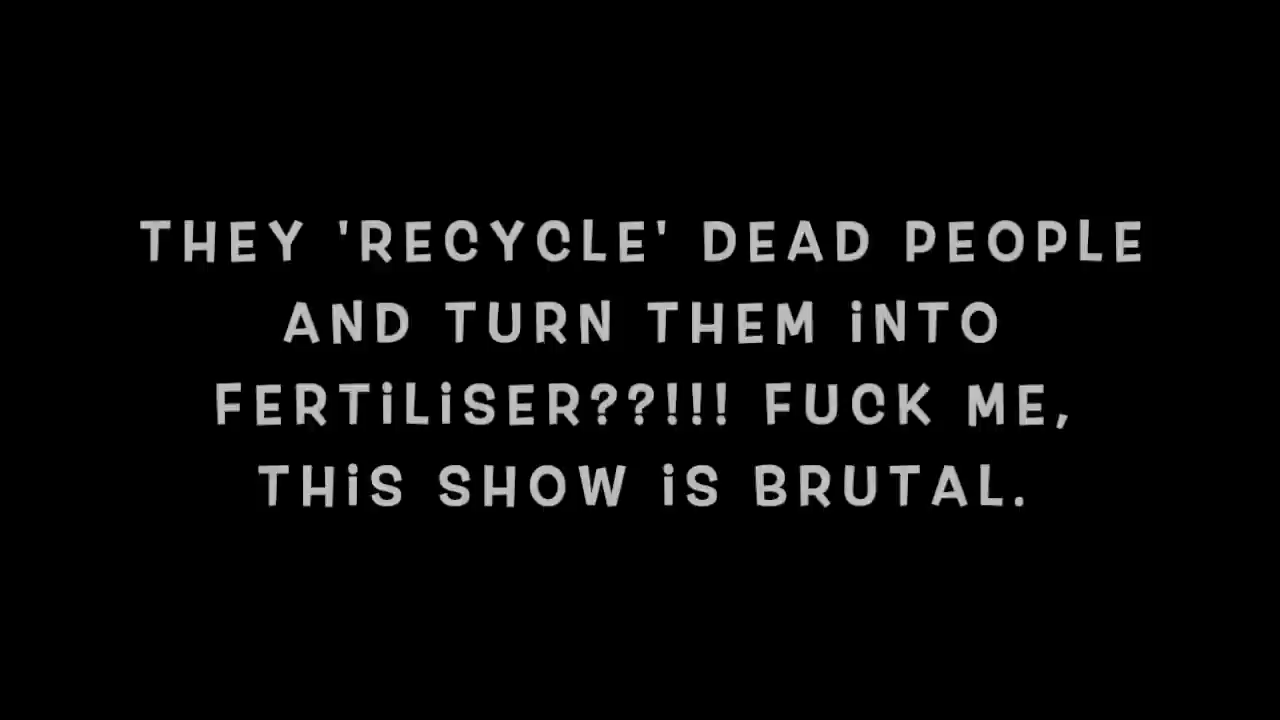 THEY 'RECYCLE' DEAD PEOPLE
AND TURN THEM iNTO
FERTiLiSER??!!! FUCK ME,
THiS SHOW iS BRUTAL.